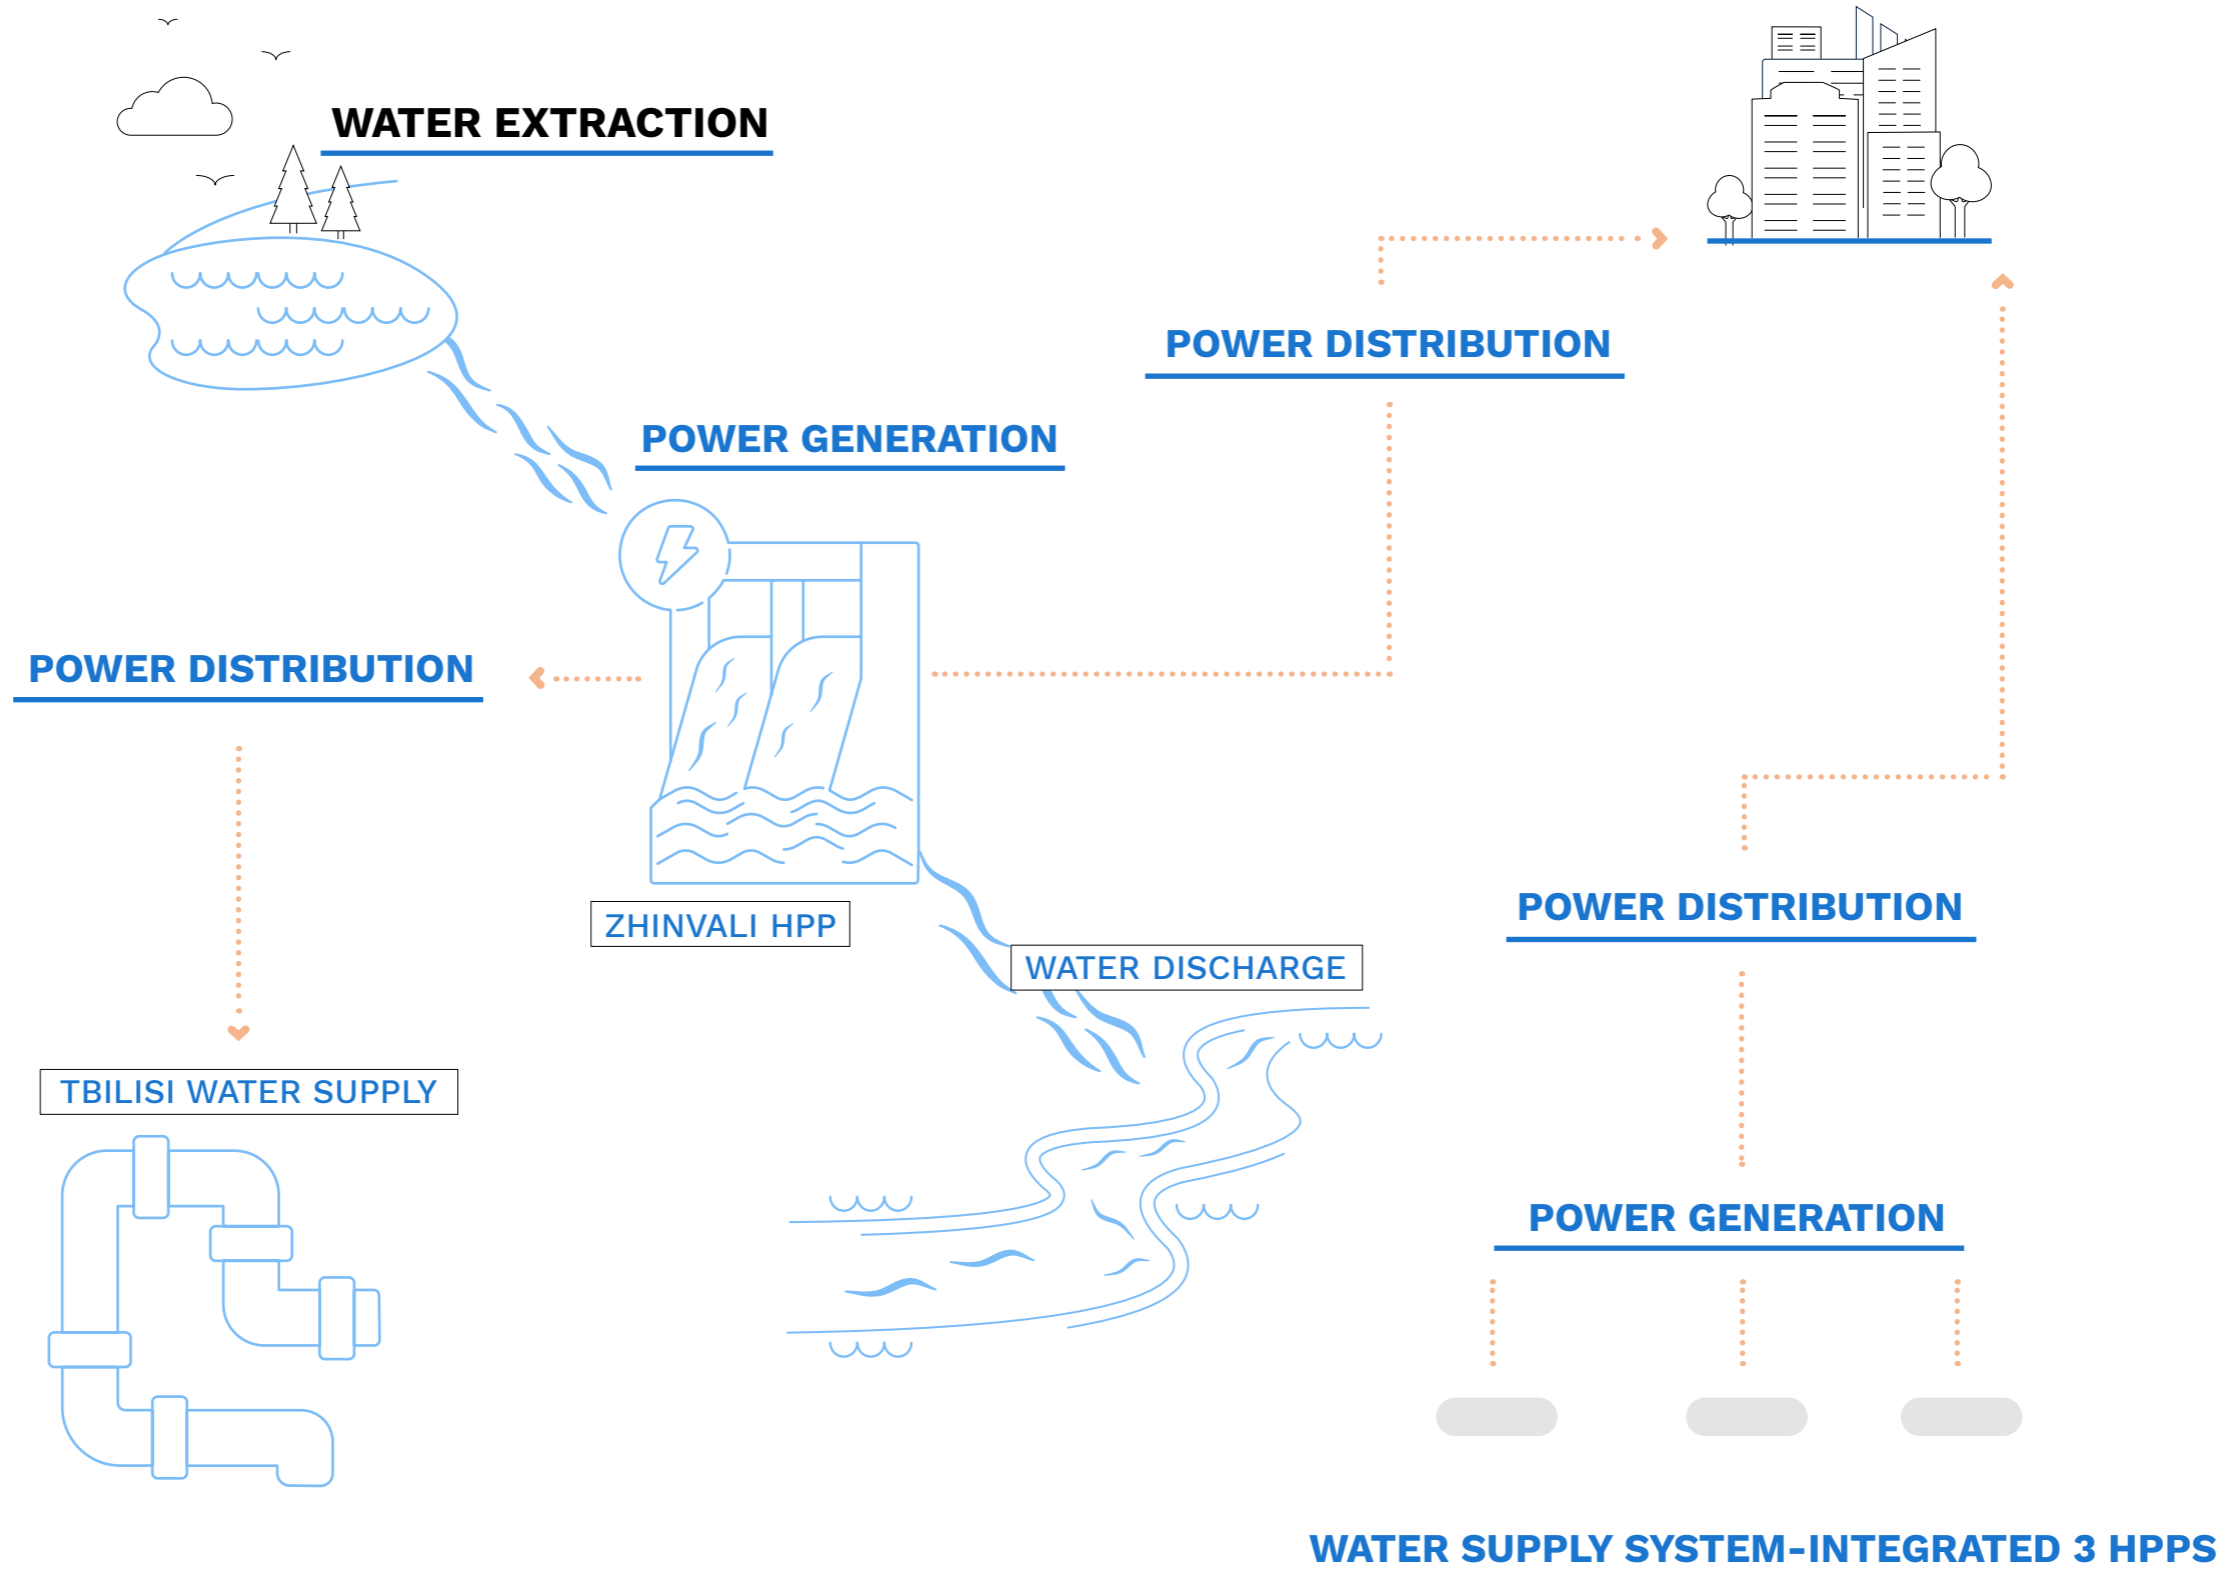 WATER EXTRACTION
POWER DISTRIBUTION
POWER GENERATION
POWER DISTRIBUTION
POWER DISTRIBUTION
ZHINVALI HPP
WATER DISCHARGE
TBILISI WATER SUPPLY
POWER GENERATION
WATER SUPPLY SYSTEM-INTEGRATED 3 HPPS